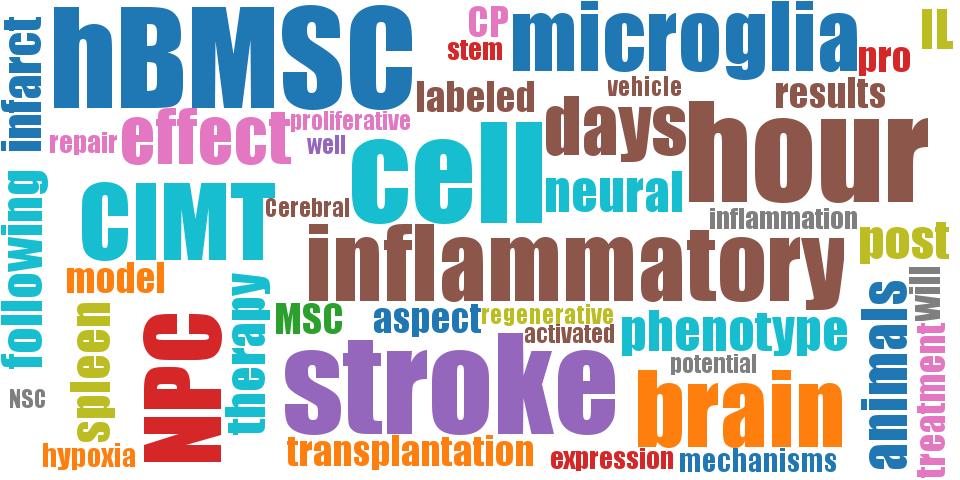 hBMSC
microglia
CP
stem
IL
pro
infarct
labeled
vehicle
results
effect
proliferative
repair
well
days
hour
cell
neural
CIMT
Cerebral
inflammation
inflammatory
post
following
model
will
therapy
MSC
aspect
regenerative
activated
phenotype
potential
animals
treatment
spleen
NSC
NPC
stroke
brain
hypoxia
transplantation
expression
mechanisms